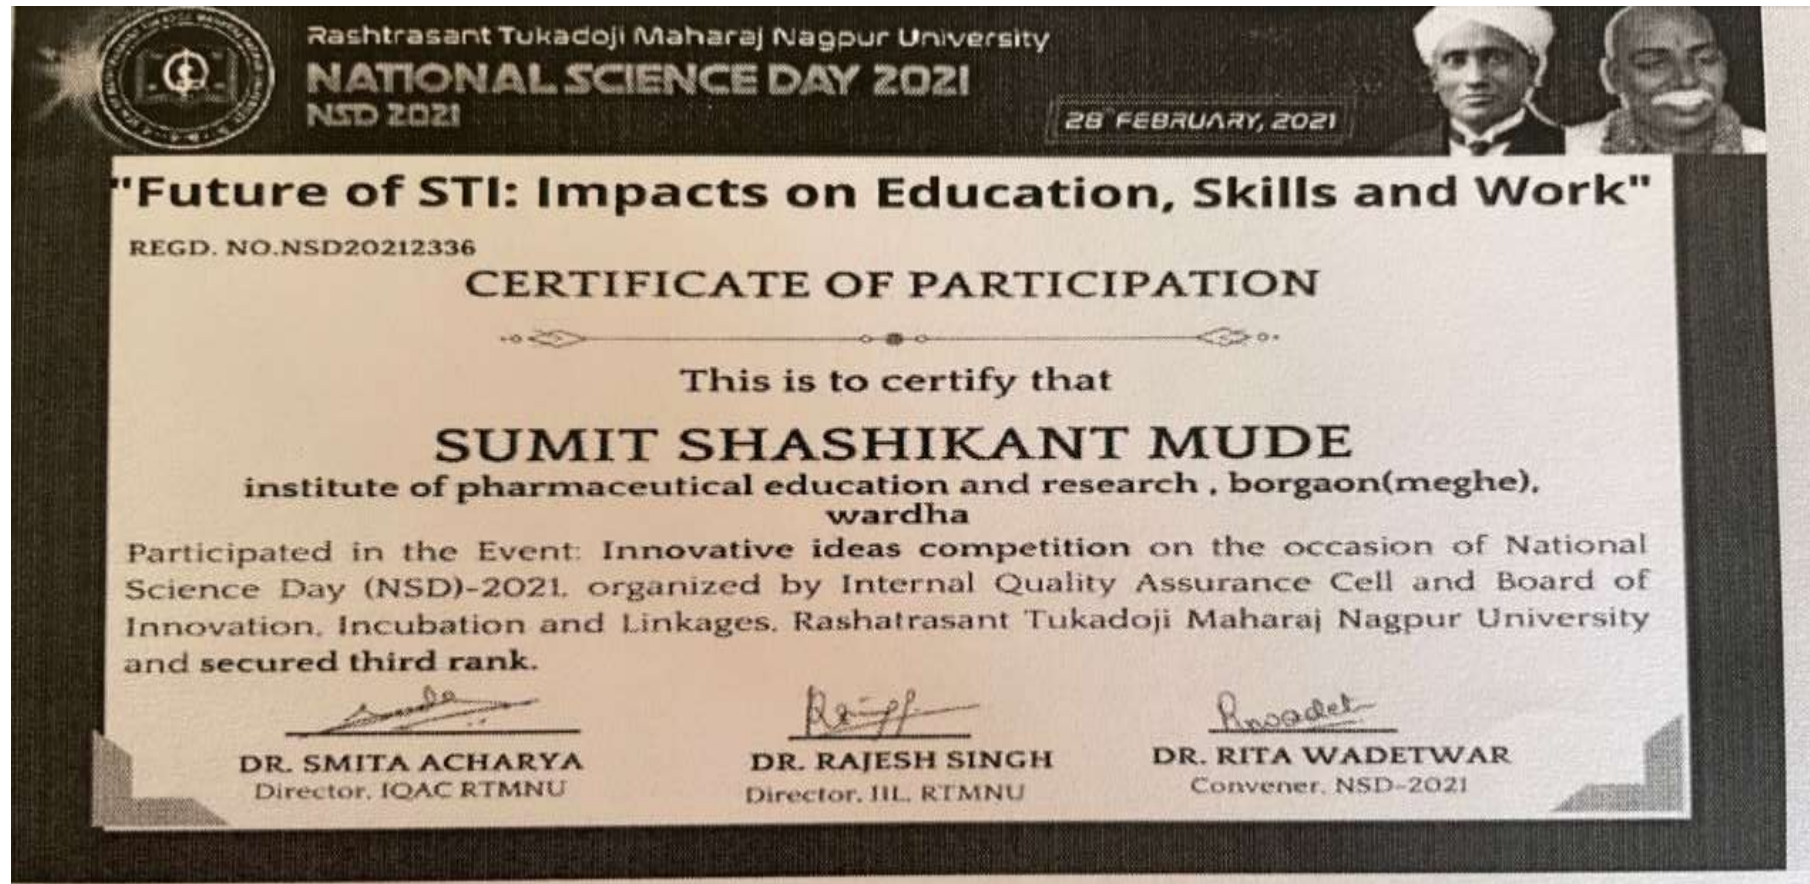 Rashtrasant Tukadoji Maharaj Nagpur University
NATIONAL SCIENCE DAY 2021
NSD 2021
28 FEBRUARY, 2021
"Future of STI: Impacts on Education, Skills and Work"
REGD. NO.NSD20212336
CERTIFICATE OF PARTICIPATION
This is to certify that
SUMIT SHASHIKANT MUDE
institute of pharmaceutical education and research , borgaon(meghe),
wardha
Participated in the Event: Innovative ideas competition on the occasion of National
Science Day (NSD)-2021, organized by Internal Quality Assurance Cell and Board of
Innovation, Incubation and Linkages, Rashatrasant Tukadoji Maharaj Nagpur University
and secured third rank.
DR. SMITA ACHARYA
Director, IQAC RTMNU
DR. RAJESH SINGH
Director, IIL, RTMNU
DR. RITA WADETWAR
Convener, NSD-2021